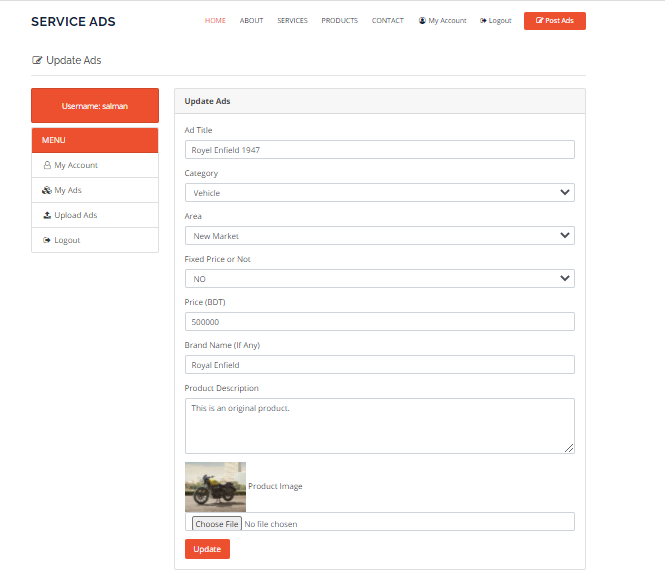 SERVICE ADS
HOME ABOUT SERVICES PRODUCTS CONTACT My Account Logout Post Ads
Update Ads
Username: salman
MENU
My Account
My Ads
Upload Ads
Logout
Update Ads
Ad Title
Royel Enfield 1947
Category
Vehicle
Area
New Market
Fixed Price or Not
NO
Price (BDT)
500000
Brand Name (If Any)
Royal Enfield
Product Description
This is an original product.
Product Image
Choose File No file chosen
Update